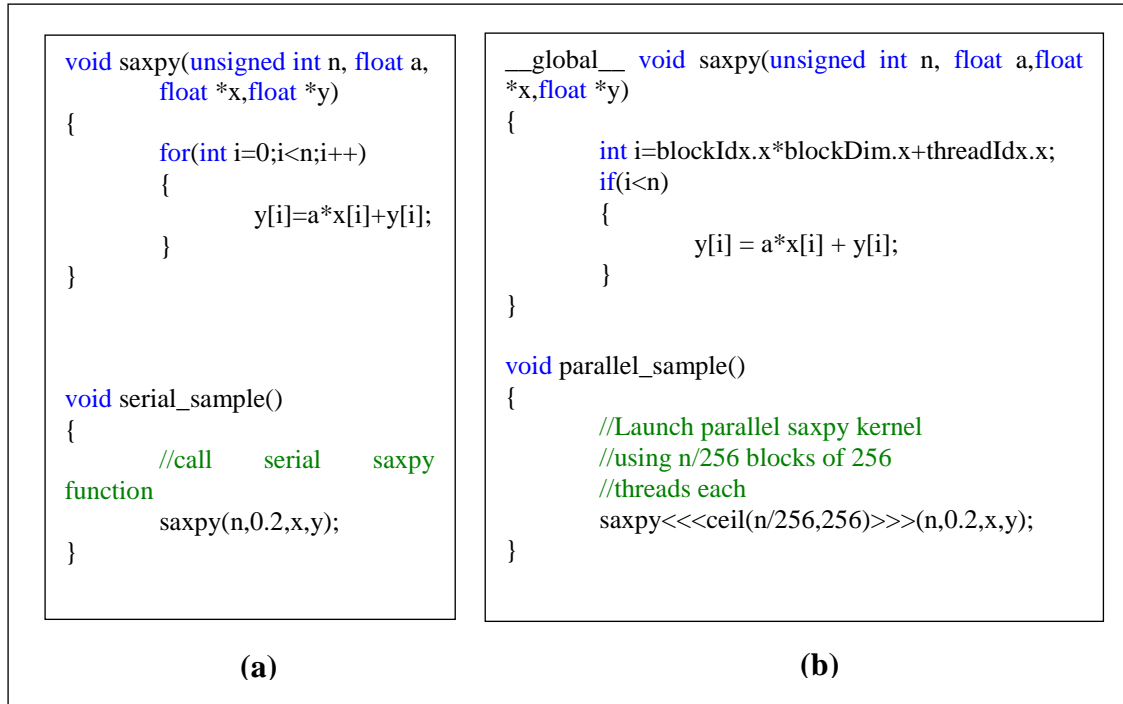 void saxpy(unsigned int n, float a,
float *x,float *y)
{
for(int i=0;i<n;i++)
{
y[i]=a*x[i]+y[i];
}
}
void serial_sample()
{
//call serial saxpy
function
saxpy(n,0.2,x,y);
}
(a)
__global__ void saxpy(unsigned int n, float a,float
*x,float *y)
{
int i=blockIdx.x*blockDim.x+threadIdx.x;
if(i<n)
{
y[i] = a*x[i] + y[i];
}
}
void parallel_sample()
{
//Launch parallel saxpy kernel
//using n/256 blocks of 256
//threads each
saxpy<<<ceil(n/256,256)>>>(n,0.2,x,y);
}
(b)